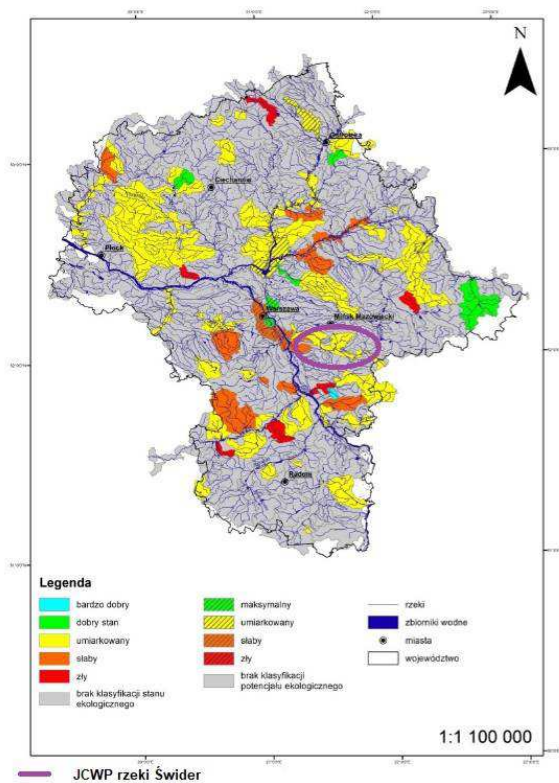 N
Ostrołęka
Ciechanów
Płock
Warszawa
Mińsk Mazowiecki
Radom
Legenda
bardzo dobry
dobry stan
umiarkowany
słaby
zły
brak klasyfikacji stanu
ekologicznego
maksymalny
umiarkowany
słaby
zły
brak klasyfikacji
potencjału ekologicznego
rzeki
zbiorniki wodne
miasta
województwo
1:1 100 000
JCWP rzeki Świder